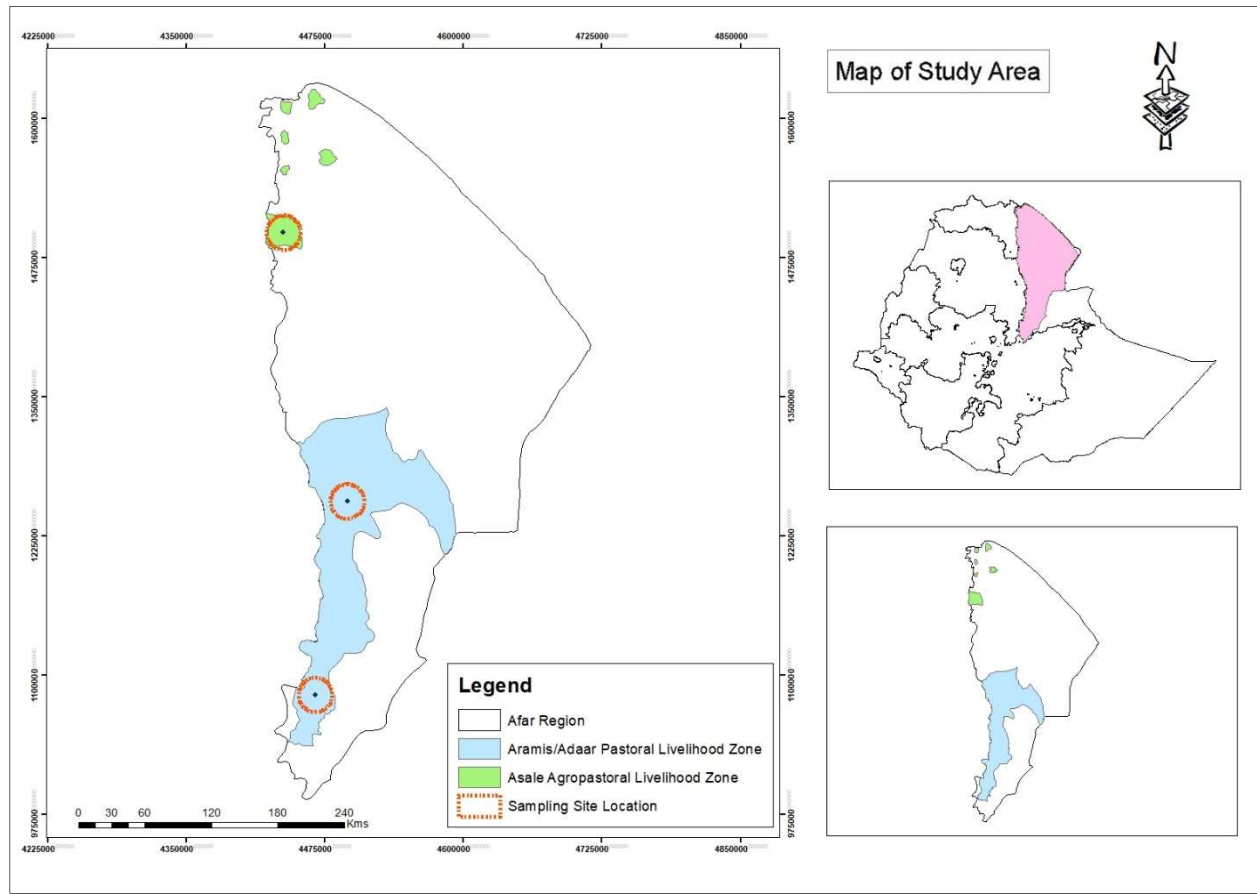 4225000 4350000 4475000 4600000 4725000 4850000
Map of Study Area
N
1600000
1475000
1350000
1225000
1100000
975000
1600000
1475000
1350000
1225000
1100000
975000
Legend
Afar Region
Aramis/Adaar Pastoral Livelihood Zone
Asale Agropastoral Livelihood Zone
Sampling Site Location
0 30 60 120 180 240
Kms
4225000 4350000 4475000 4600000 4725000 4850000